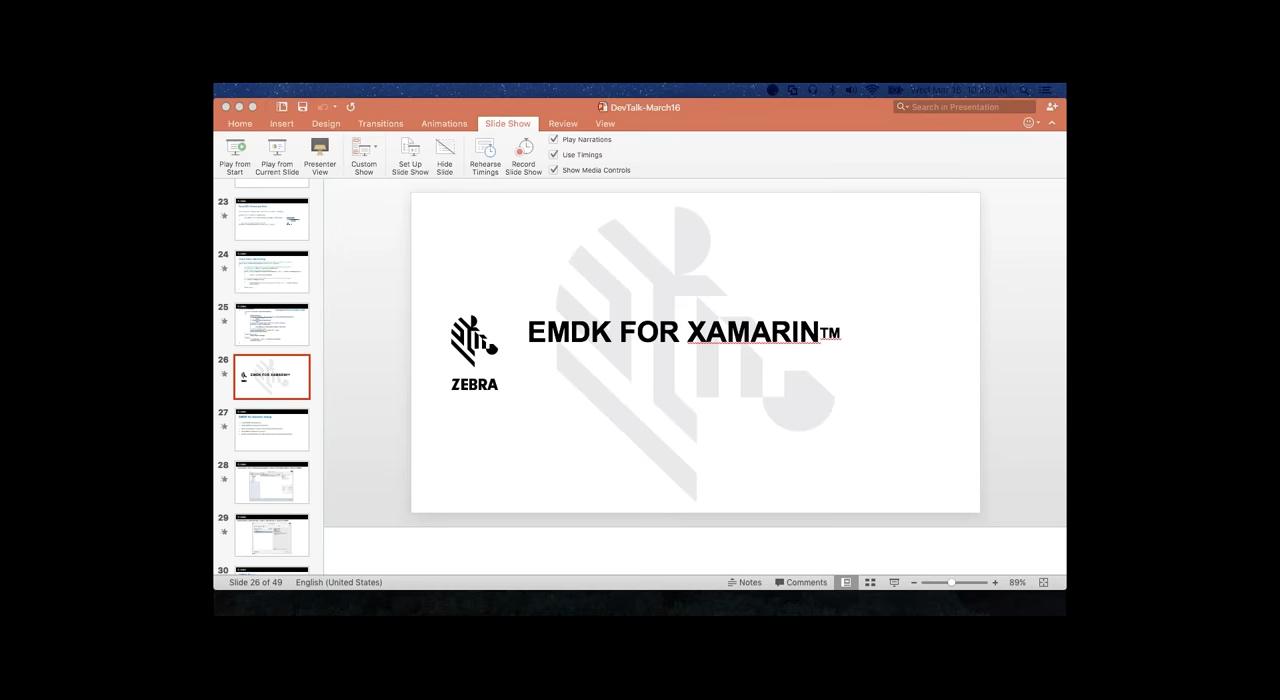 DevTalk-March16
Search in Presentation
Home Insert Design Transitions Animations Slide Show Review View
Play from Start
Play from Current Slide
Presenter View
Custom Show
Set Up Slide Show
Hide Slide
Rehearse Timings
Record Slide Show
Play Narrations
Use Timings
Show Media Controls
23
24
25
26
EMDK FOR XAMARIN™
27
28
29
30
ZEBRA
EMDK FOR XAMARIN™
Slide 26 of 49 English (United States)
Notes Comments 89%